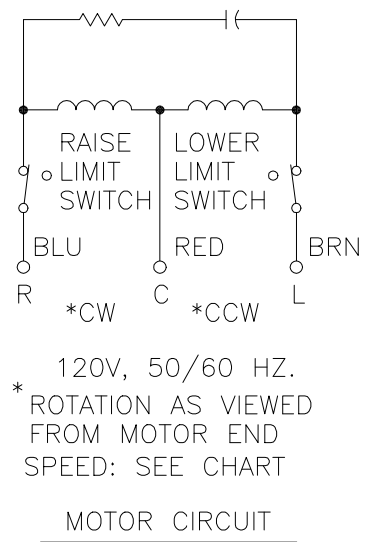 RAISE LOWER
LIMIT LIMIT
SWITCH SWITCH
BLU RED BRN
R C L
*CW *CCW
120V, 50/60 HZ.
* ROTATION AS VIEWED
FROM MOTOR END
SPEED: SEE CHART
MOTOR CIRCUIT